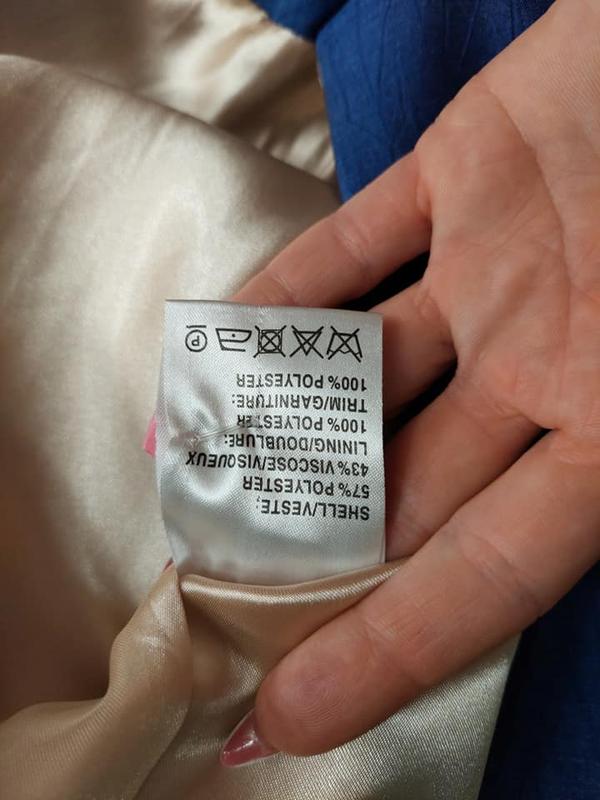 SHELL/VESTE:
57% POLYESTER
43% VISCOSE/VISQUEUX
LINING/DOUBLURE:
100% POLYESTER
TRIM/GARNITURE:
100% POLYESTER
P